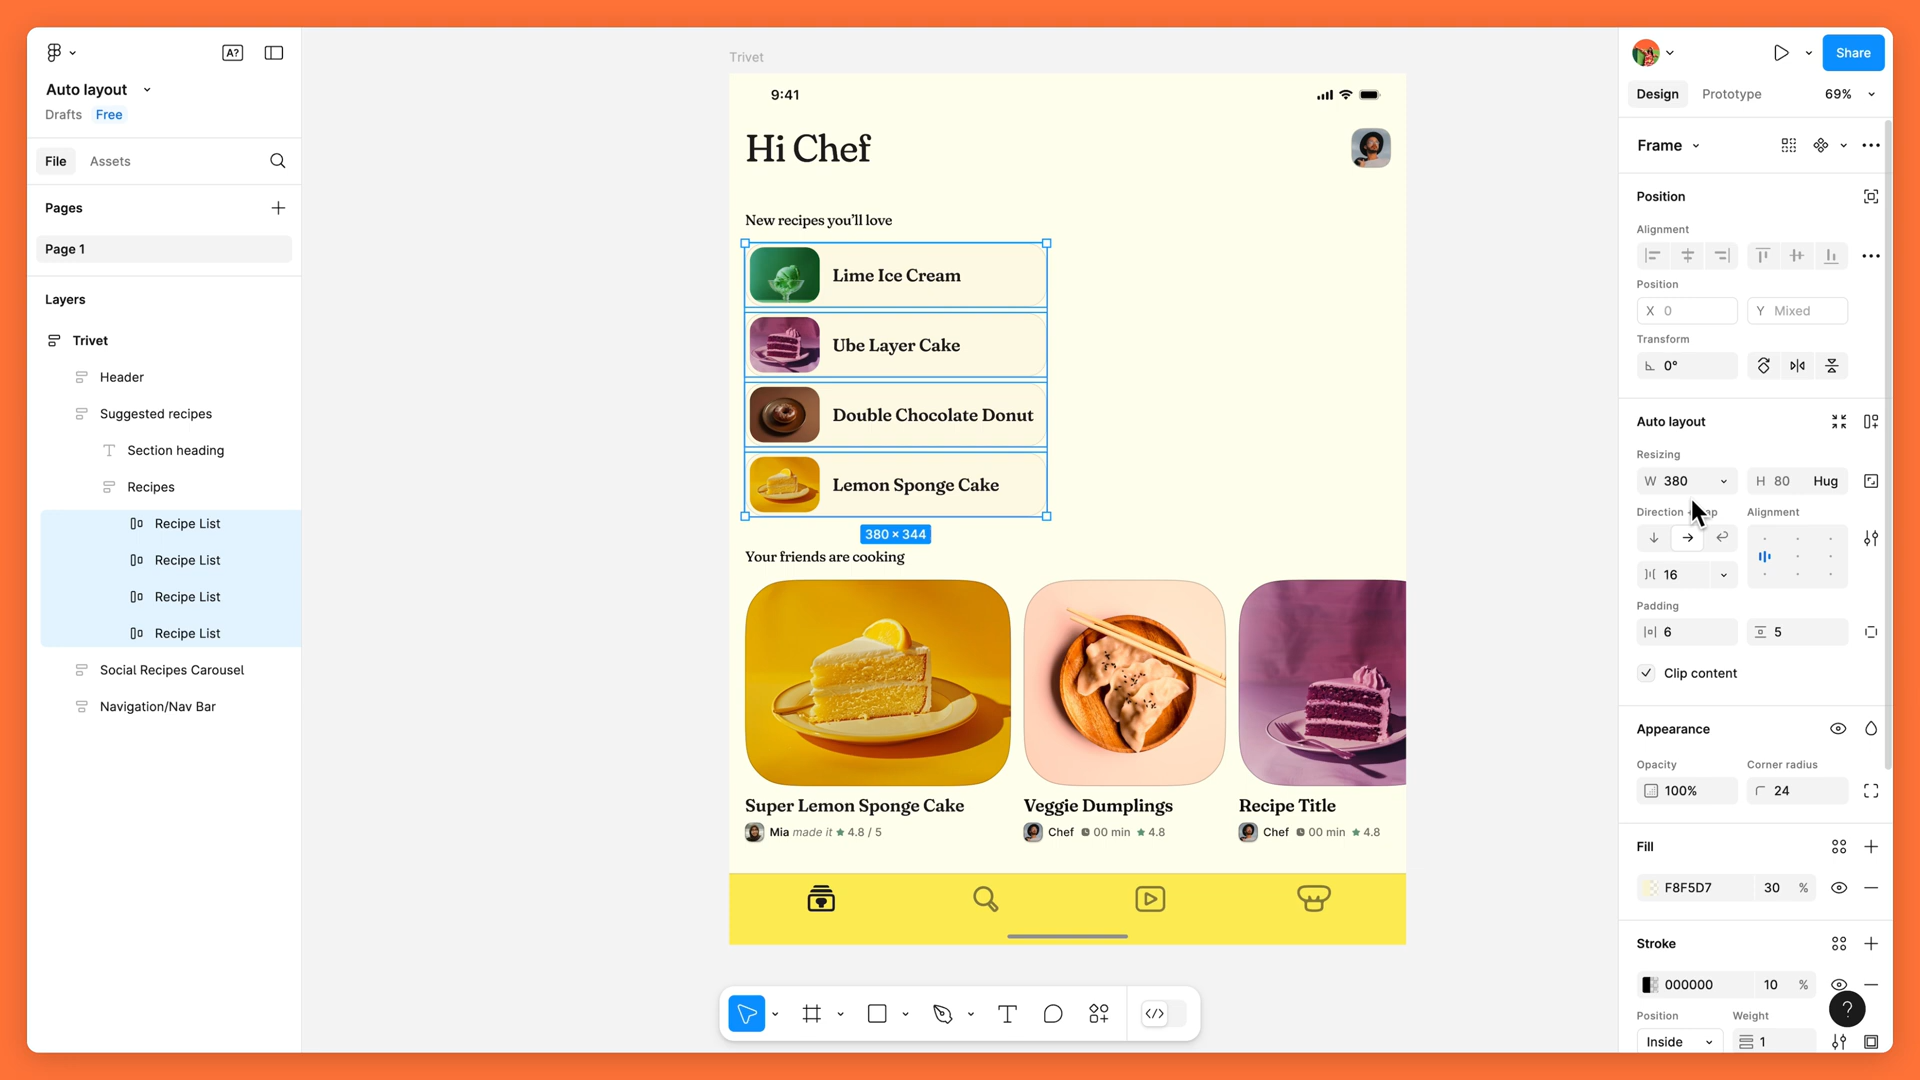 A?
Auto layout
Drafts Free
File Assets
Pages
Page 1
Layers
Trivet
Header
Suggested recipes
Section heading
Recipes
Recipe List
Recipe List
Recipe List
Recipe List
Social Recipes Carousel
Navigation/Nav Bar
Trivet
9:41
Hi Chef
New recipes you'll love
Lime Ice Cream
Ube Layer Cake
Double Chocolate Donut
Lemon Sponge Cake
380 × 344
Your friends are cooking
Super Lemon Sponge Cake
Mia made it ★ 4.8 / 5
Veggie Dumplings
Chef 00 min ★ 4.8
Recipe Title
Chef 00 min ★ 4.8
Share
Design Prototype 69%
Frame
Position
Alignment
Position
X 0 Y Mixed
Transform
0°
Auto layout
Resizing
W 380 H 80 Hug
Direction Alignment
16
Padding
6 5
Clip content
Appearance
Opacity Corner radius
100% 24
Fill
F8F5D7 30 %
Stroke
000000 10 %
Position Weight
Inside 1
?